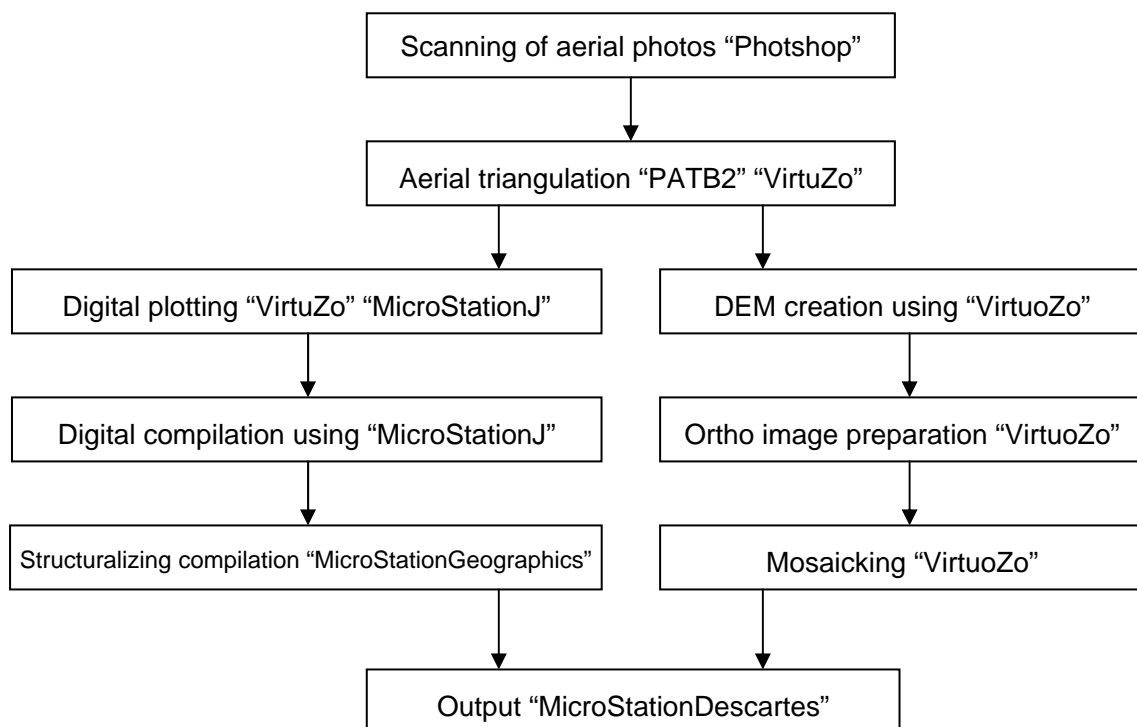 Scanning of aerial photos “Photshop”
Aerial triangulation “PATB2” “VirtuZo”
Digital plotting “VirtuZo” “MicroStationJ”
DEM creation using “VirtuoZo”
Digital compilation using “MicroStationJ”
Ortho image preparation “VirtuoZo”
Structuralizing compilation “MicroStationGeographics”
Mosaicking “VirtuoZo”
Output “MicroStationDescartes”